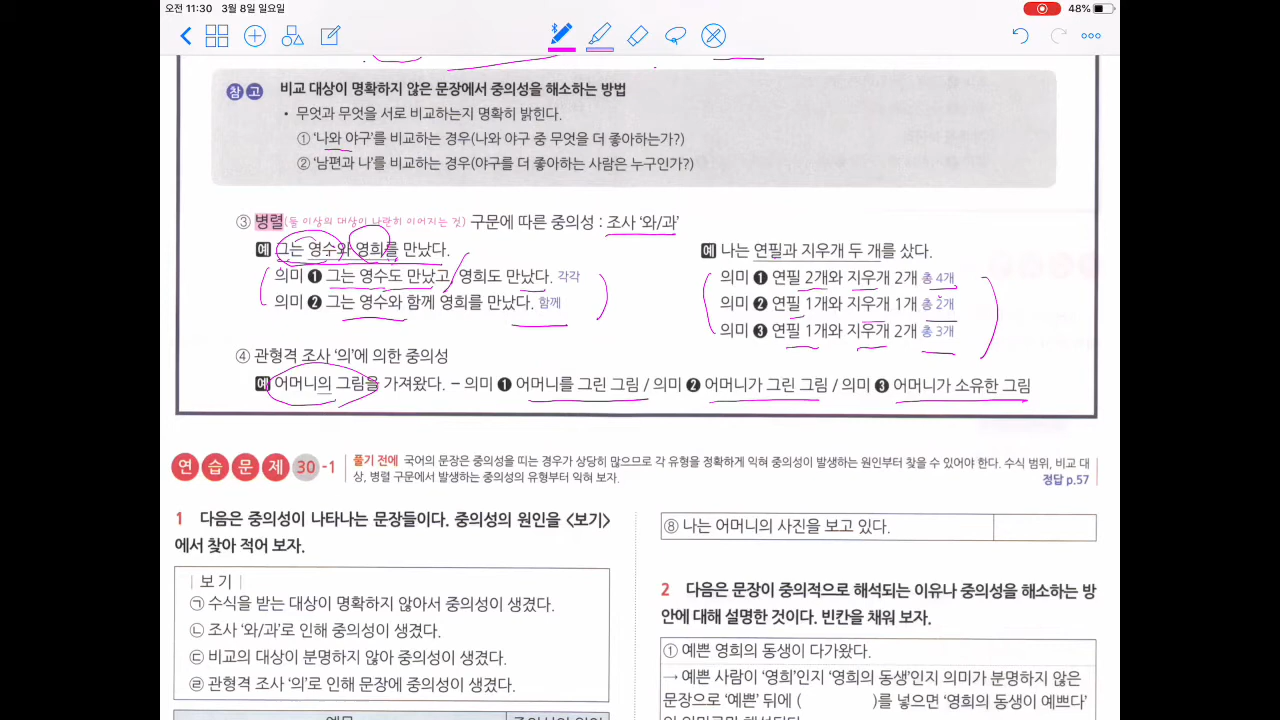 오전 11:30 3월 8일 일요일 48%
참고 비교 대상이 명확하지 않은 문장에서 중의성을 해소하는 방법
• 무엇과 무엇을 서로 비교하는지 명확히 밝힌다.
① ‘나와 야구’를 비교하는 경우(나와 야구 중 무엇을 더 좋아하는가?)
② ‘남편과 나’를 비교하는 경우(야구를 더 좋아하는 사람은 누구인가?)
③ 병렬(둘 이상의 대상이 나란히 이어지는 것) 구문에 따른 중의성 : 조사 ‘와/과’
예 그는 영수와 영희를 만났다.
의미 ❶ 그는 영수도 만났고, 영희도 만났다. 각각
의미 ❷ 그는 영수와 함께 영희를 만났다. 함께
예 나는 연필과 지우개 두 개를 샀다.
의미 ❶ 연필 2개와 지우개 2개 총 4개
의미 ❷ 연필 1개와 지우개 1개 총 2개
의미 ❸ 연필 1개와 지우개 2개 총 3개
④ 관형격 조사 ‘의’에 의한 중의성
예 어머니의 그림을 가져왔다. – 의미 ❶ 어머니를 그린 그림 / 의미 ❷ 어머니가 그린 그림 / 의미 ❸ 어머니가 소유한 그림
연습문제 30-1
풀기 전에 국어의 문장은 중의성을 띠는 경우가 상당히 많으므로 각 유형을 정확하게 익혀 중의성이 발생하는 원인부터 찾을 수 있어야 한다. 수식 범위, 비교 대
상, 병렬 구문에서 발생하는 중의성의 유형부터 익혀 보자.
정답 p.57
1 다음은 중의성이 나타나는 문장들이다. 중의성의 원인을 <보기>
에서 찾아 적어 보자.
| 보기 |
㉠ 수식을 받는 대상이 명확하지 않아서 중의성이 생겼다.
㉡ 조사 ‘와/과’로 인해 중의성이 생겼다.
㉢ 비교의 대상이 분명하지 않아 중의성이 생겼다.
㉣ 관형격 조사 ‘의’로 인해 문장에 중의성이 생겼다.
⑧ 나는 어머니의 사진을 보고 있다.
2 다음은 문장이 중의적으로 해석되는 이유나 중의성을 해소하는 방
안에 대해 설명한 것이다. 빈칸을 채워 보자.
① 예쁜 영희의 동생이 다가왔다.
→ 예쁜 사람이 ‘영희’인지 ‘영희의 동생’인지 의미가 분명하지 않은
문장으로 ‘예쁜’ 뒤에 ( )를 넣으면 ‘영희의 동생이 예쁘다’